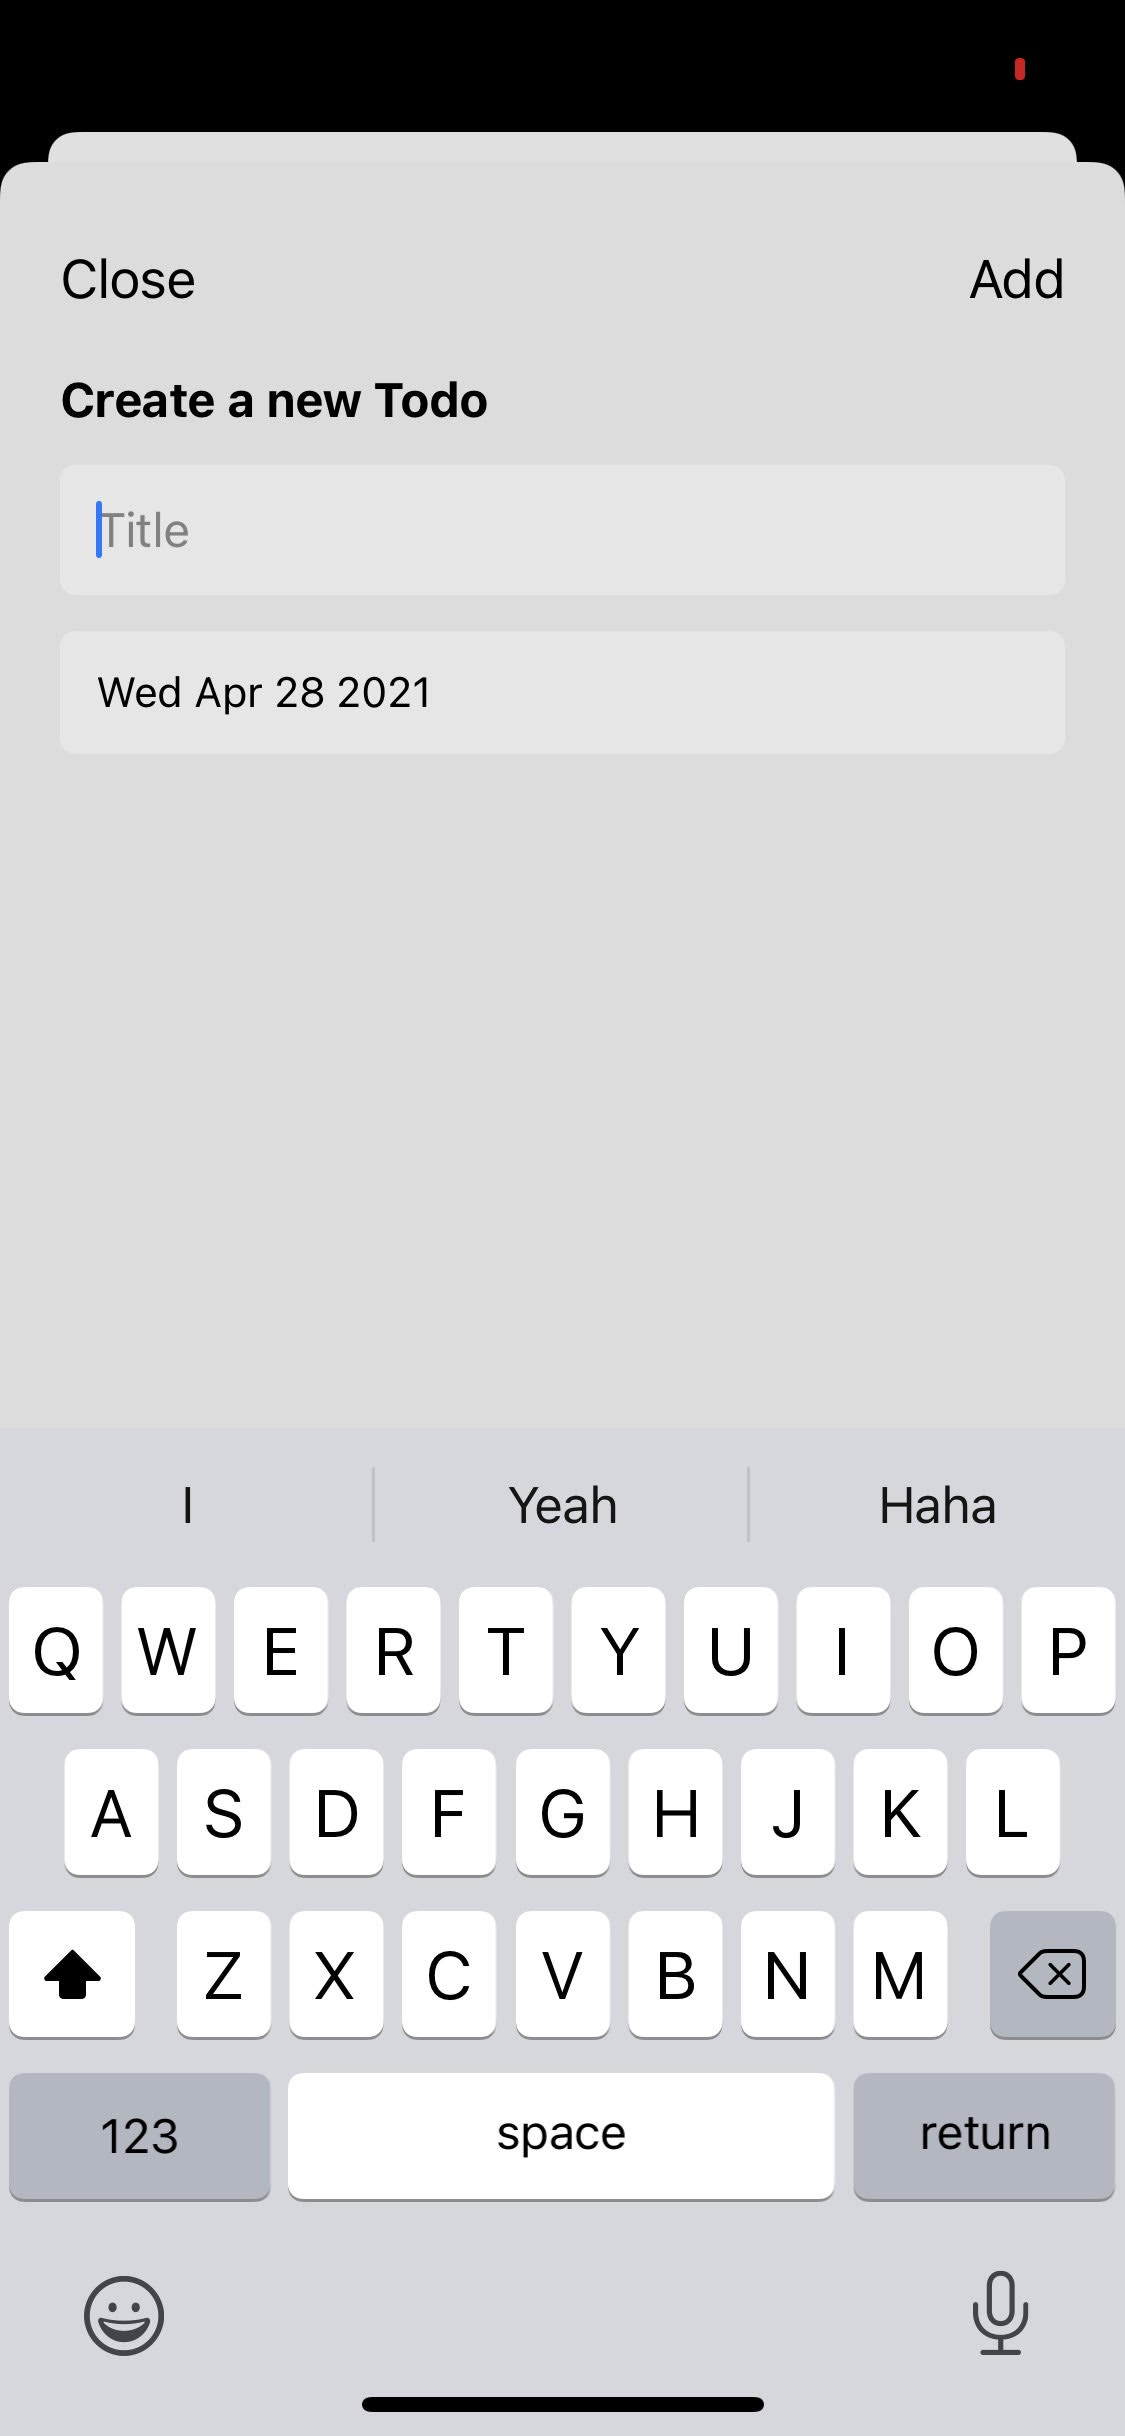 Close Add
Create a new Todo
Title
Wed Apr 28 2021
I Yeah Haha
Q W E R T Y U I O P
A S D F G H J K L
Z X C V B N M
123 space return